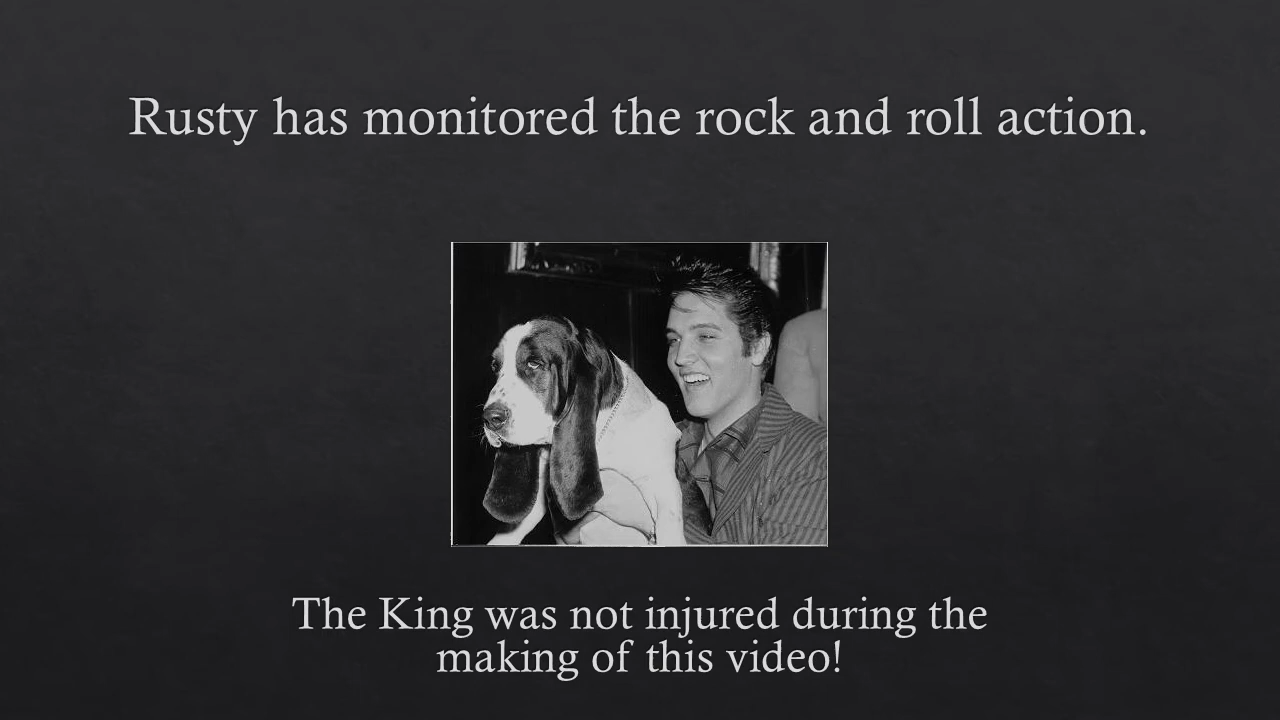 Rusty has monitored the rock and roll action.
The King was not injured during the
making of this video!